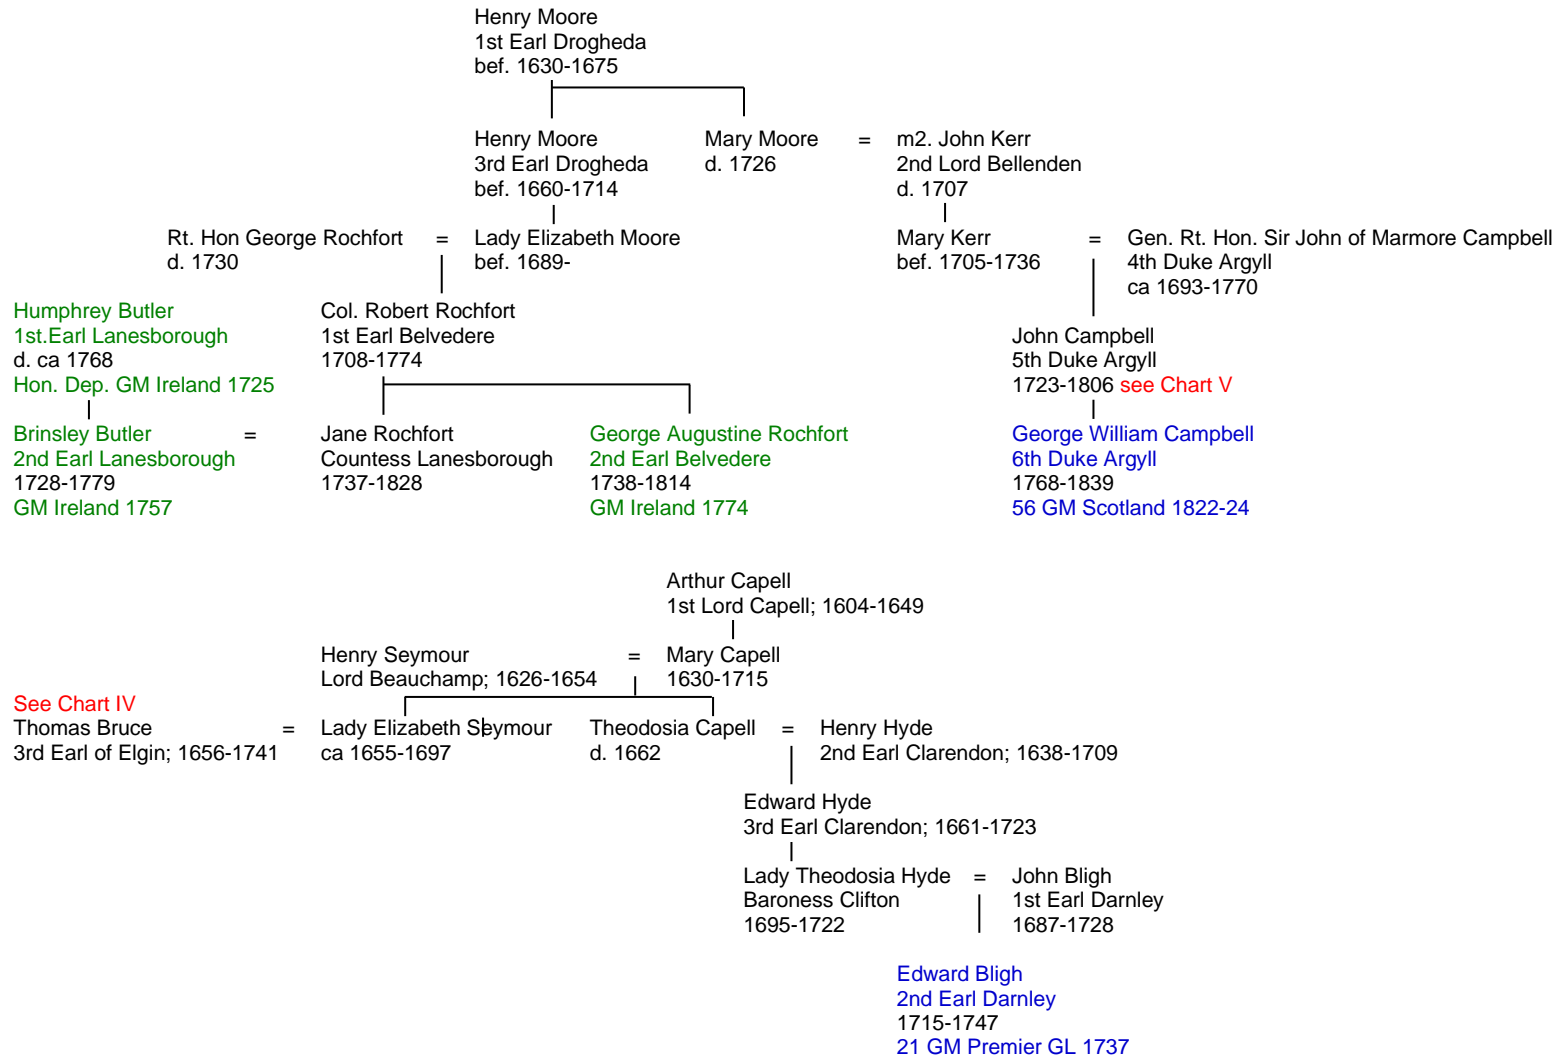 Henry Moore
1st Earl Drogheda
bef. 1630-1675
Henry Moore
3rd Earl Drogheda
bef. 1660-1714
Mary Moore
d. 1726
=
m2. John Kerr
2nd Lord Bellenden
d. 1707
Rt. Hon George Rochfort
d. 1730
=
Lady Elizabeth Moore
bef. 1689-
Mary Kerr
bef. 1705-1736
=
Gen. Rt. Hon. Sir John of Marmore Campbell
4th Duke Argyll
ca 1693-1770
Humphrey Butler
1st.Earl Lanesborough
d. ca 1768
Hon. Dep. GM Ireland 1725
Col. Robert Rochfort
1st Earl Belvedere
1708-1774
John Campbell
5th Duke Argyll
1723-1806 see Chart V
Brinsley Butler
2nd Earl Lanesborough
1728-1779
GM Ireland 1757
=
Jane Rochfort
Countess Lanesborough
1737-1828
George Augustine Rochfort
2nd Earl Belvedere
1738-1814
GM Ireland 1774
George William Campbell
6th Duke Argyll
1768-1839
56 GM Scotland 1822-24
Arthur Capell
1st Lord Capell; 1604-1649
Henry Seymour
Lord Beauchamp; 1626-1654
=
Mary Capell
1630-1715
See Chart IV
Thomas Bruce
3rd Earl of Elgin; 1656-1741
=
Lady Elizabeth Seymour
ca 1655-1697
Theodosia Capell
d. 1662
=
Henry Hyde
2nd Earl Clarendon; 1638-1709
Edward Hyde
3rd Earl Clarendon; 1661-1723
Lady Theodosia Hyde
Baroness Clifton
1695-1722
=
John Bligh
1st Earl Darnley
1687-1728
Edward Bligh
2nd Earl Darnley
1715-1747
21 GM Premier GL 1737